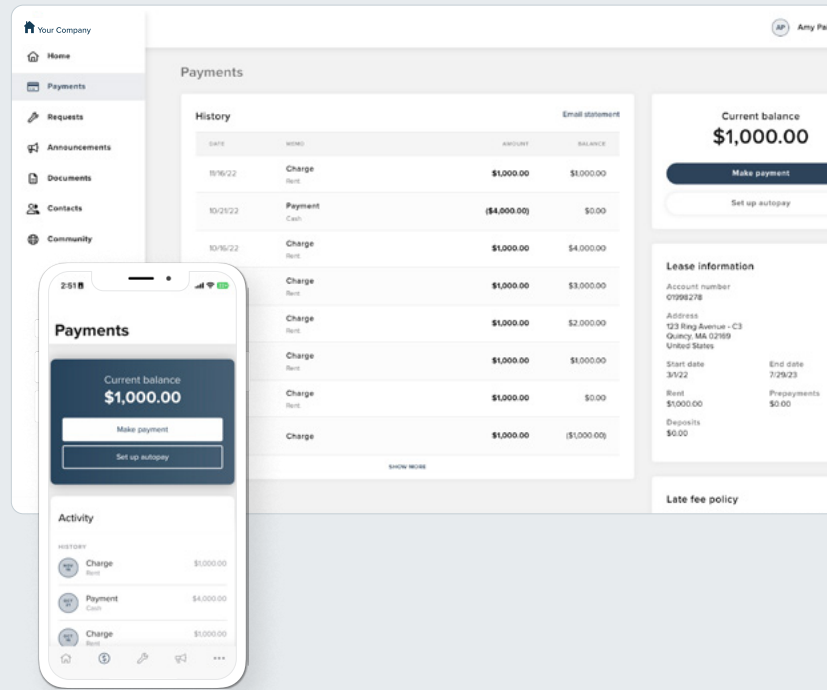 Your Company
AP Amy Pa
Home
Payments
Requests
Announcements
Documents
Contacts
Community
Payments
History
Email statement
DATE MEMO AMOUNT BALANCE
11/16/22 Charge $1,000.00 $1,000.00
Rent
10/21/22 Payment ($4,000.00) $0.00
Cash
10/16/22 Charge $1,000.00 $4,000.00
Rent
Charge $1,000.00 $3,000.00
Rent
Charge $1,000.00 $2,000.00
Rent
Charge $1,000.00 $1,000.00
Rent
Charge $1,000.00 $0.00
Rent
Charge $1,000.00 ($1,000.00)
SHOW MORE
Current balance
$1,000.00
Make payment
Set up autopay
Lease information
Account number
01998278
Address
123 Ring Avenue - C3
Quincy, MA 02169
United States
Start date End date
3/1/22 7/29/23
Rent Prepayments
$1,000.00 $0.00
Deposits
$0.00
Late fee policy
2:51
Payments
Current balance
$1,000.00
Make payment
Set up autopay
Activity
HISTORY
Charge $1,000.00
Rent
Payment $4,000.00
Cash
Charge $1,000.00
Rent